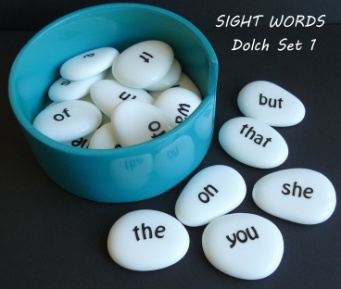 SIGHT WORDS
Dolch Set 1
it
of
but
that
on
she
the
you